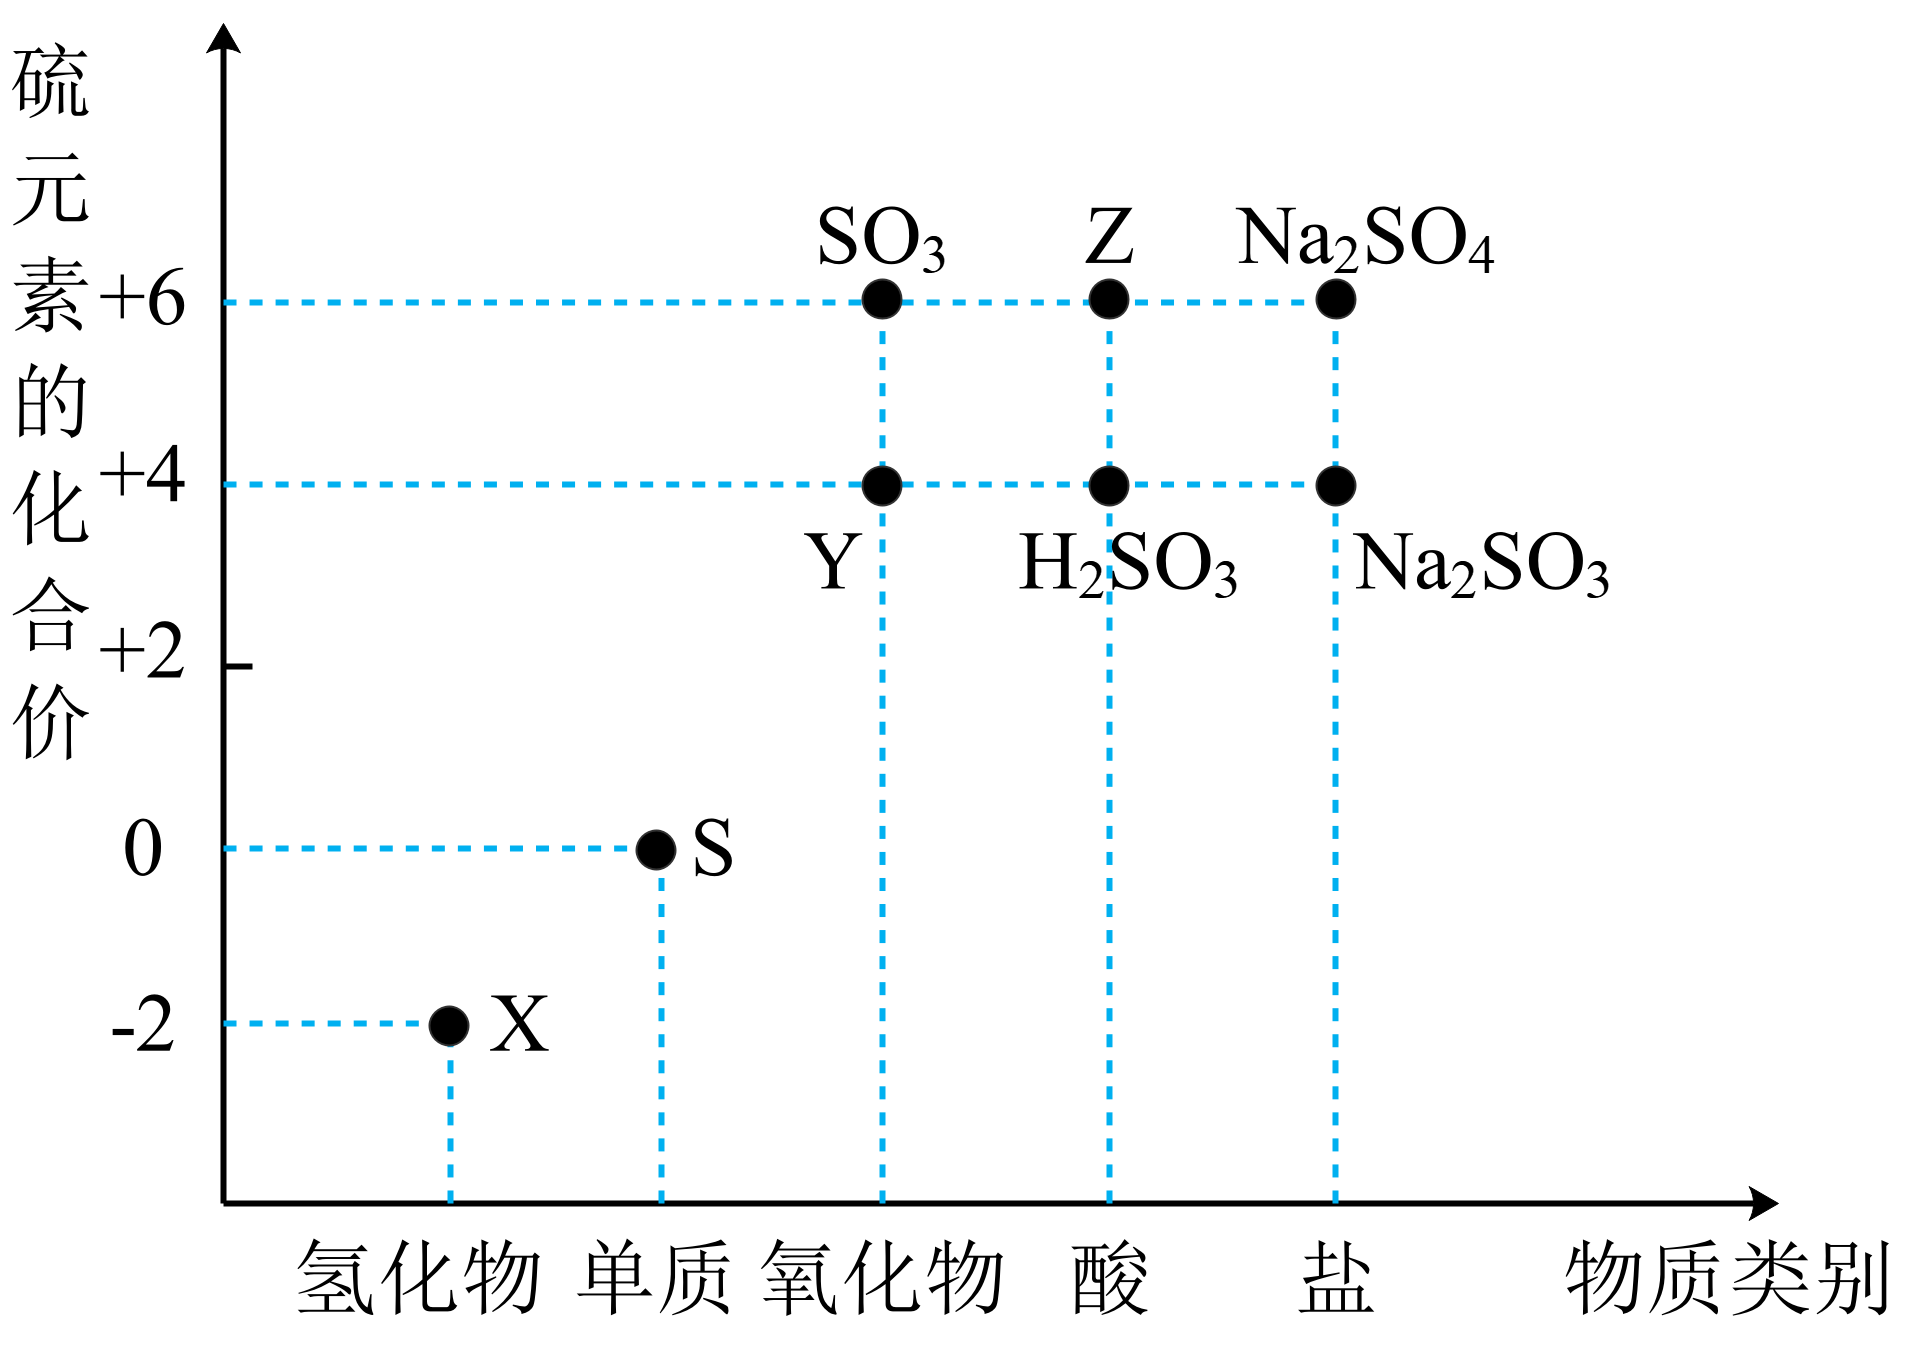 硫元素的化合价
SO₃ Z Na₂SO₄
+6
+4
Y H₂SO₃ Na₂SO₃
+2
0 S
-2 X
氢化物 单质 氧化物 酸 盐 物质类别